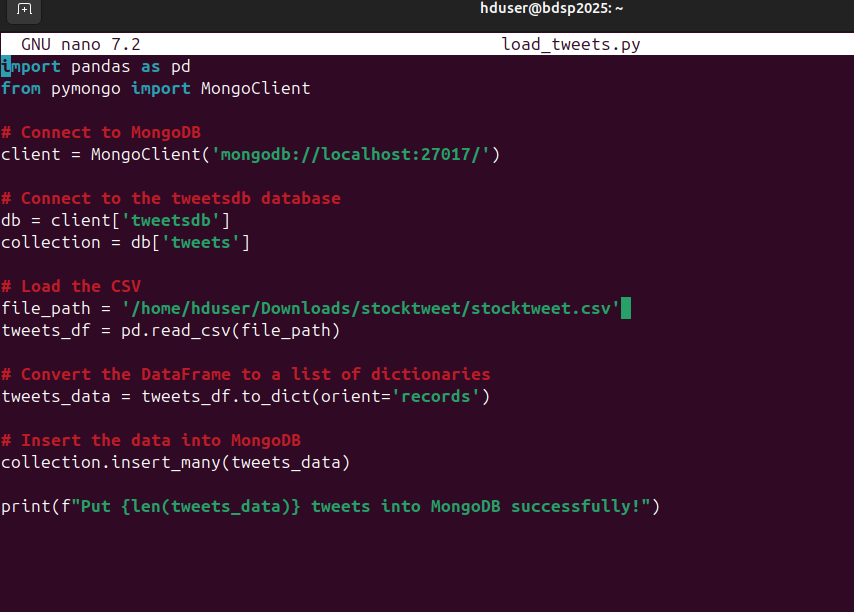 hduser@bdsp2025: ~
GNU nano 7.2 load_tweets.py
import pandas as pd
from pymongo import MongoClient
# Connect to MongoDB
client = MongoClient('mongodb://localhost:27017/')
# Connect to the tweetsdb database
db = client['tweetsdb']
collection = db['tweets']
# Load the CSV
file_path = '/home/hduser/Downloads/stocktweet/stocktweet.csv'
tweets_df = pd.read_csv(file_path)
# Convert the DataFrame to a list of dictionaries
tweets_data = tweets_df.to_dict(orient='records')
# Insert the data into MongoDB
collection.insert_many(tweets_data)
print(f"Put {len(tweets_data)} tweets into MongoDB successfully!")